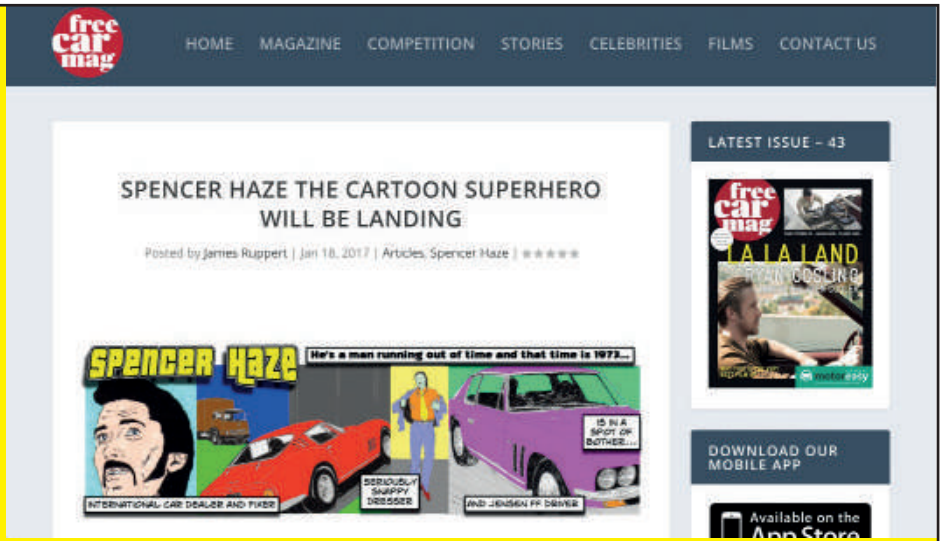 free
car
mag
HOME MAGAZINE COMPETITION STORIES CELEBRITIES FILMS CONTACT US
SPENCER HAZE THE CARTOON SUPERHERO
WILL BE LANDING
Posted by James Ruppert | Jan 18, 2017 | Articles, Spencer Haze |
SPENCER HAZE
He's a man running out of time and that time is 1973...
IS IN A
SPOT OF
BOTHER...
SERIOUSLY
SNAPPY
DRESSER
INTERNATIONAL CAR DEALER AND FIXER
AND JENSEN FF DRIVER
LATEST ISSUE – 43
free
car
mag
LA LA LAND
RYAN GOSLING
motoreasy
DOWNLOAD OUR
MOBILE APP
Available on the
App Store